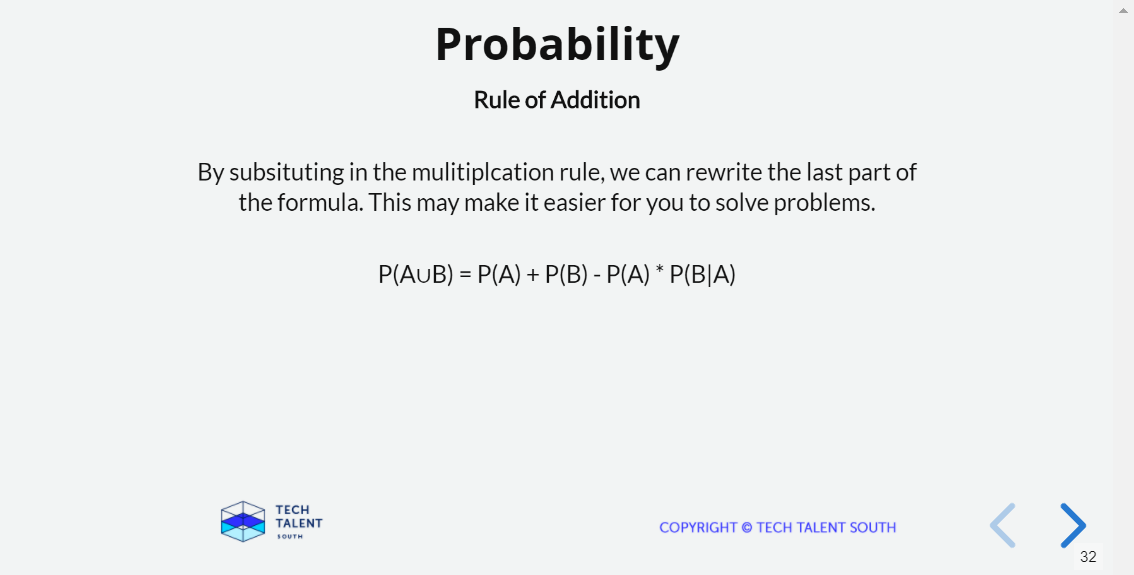 Probability
Rule of Addition
By subsituting in the mulitiplcation rule, we can rewrite the last part of
the formula. This may make it easier for you to solve problems.
P(A∪B) = P(A) + P(B) - P(A) * P(B|A)
TECH
TALENT
SOUTH
COPYRIGHT © TECH TALENT SOUTH
32